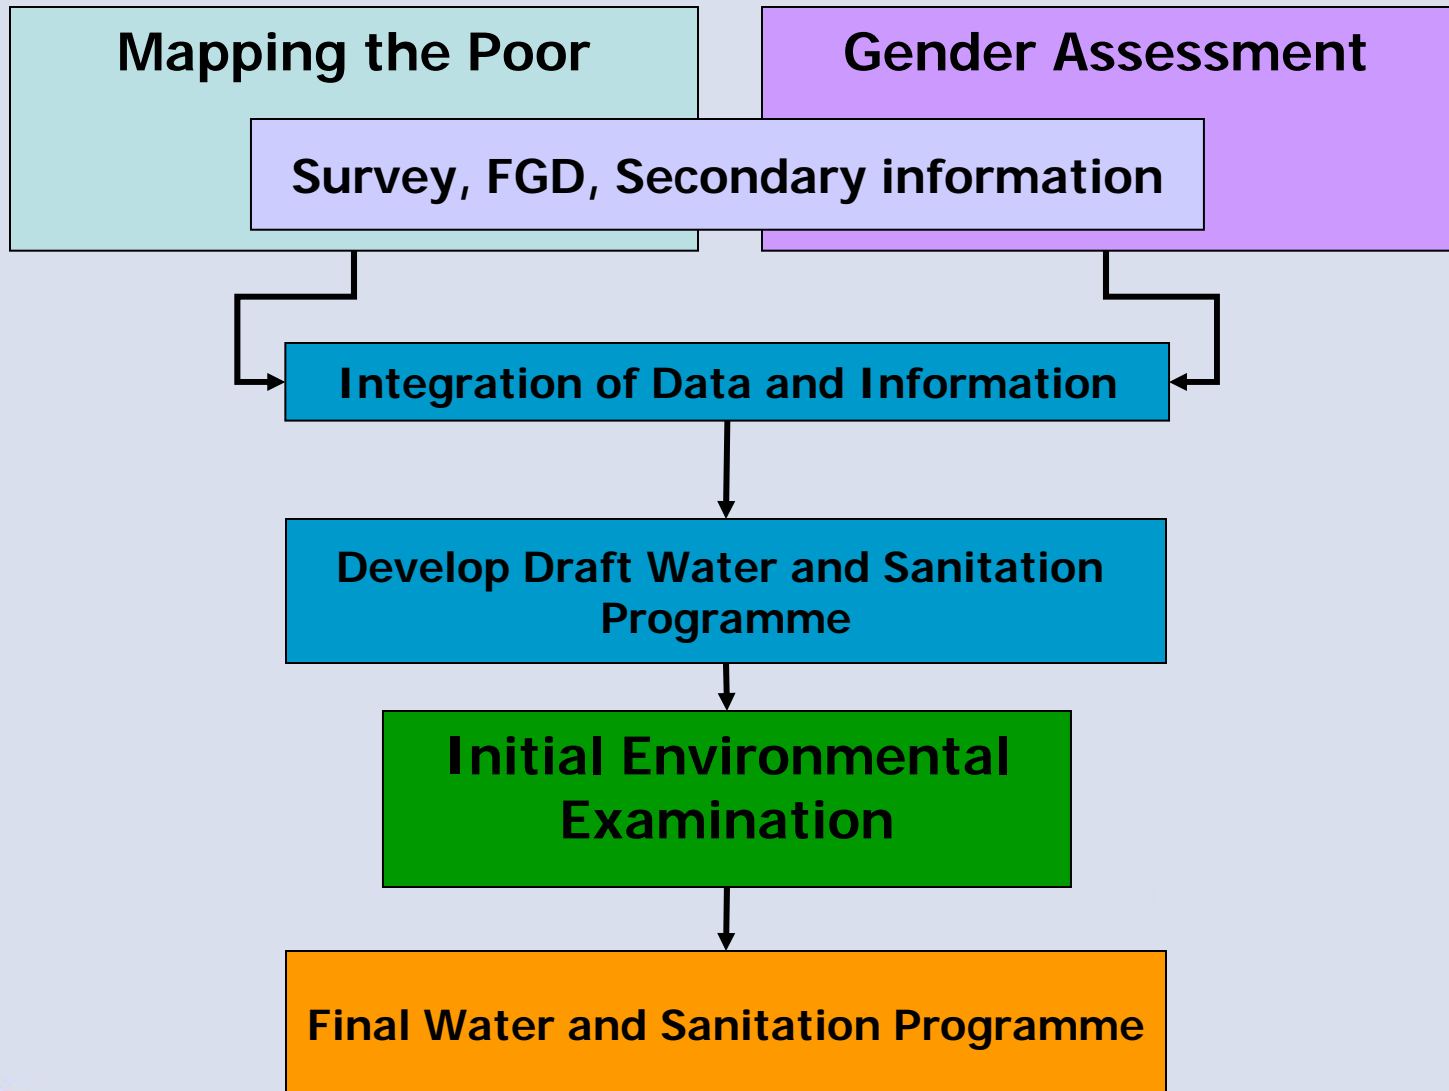 Mapping the Poor
Gender Assessment
Survey, FGD, Secondary information
Integration of Data and Information
Develop Draft Water and Sanitation
Programme
Initial Environmental
Examination
Final Water and Sanitation Programme